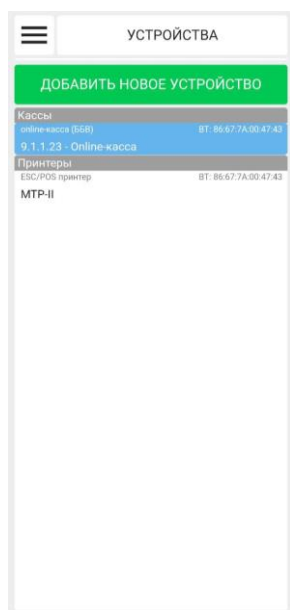 УСТРОЙСТВА
ДОБАВИТЬ НОВОЕ УСТРОЙСТВО
Кассы
online-касса (ББВ) BT: 86:67:7A:00:47:43
9.1.1.23 - Online-касса
Принтеры
ESC/POS принтер BT: 86:67:7A:00:47:43
MTP-II